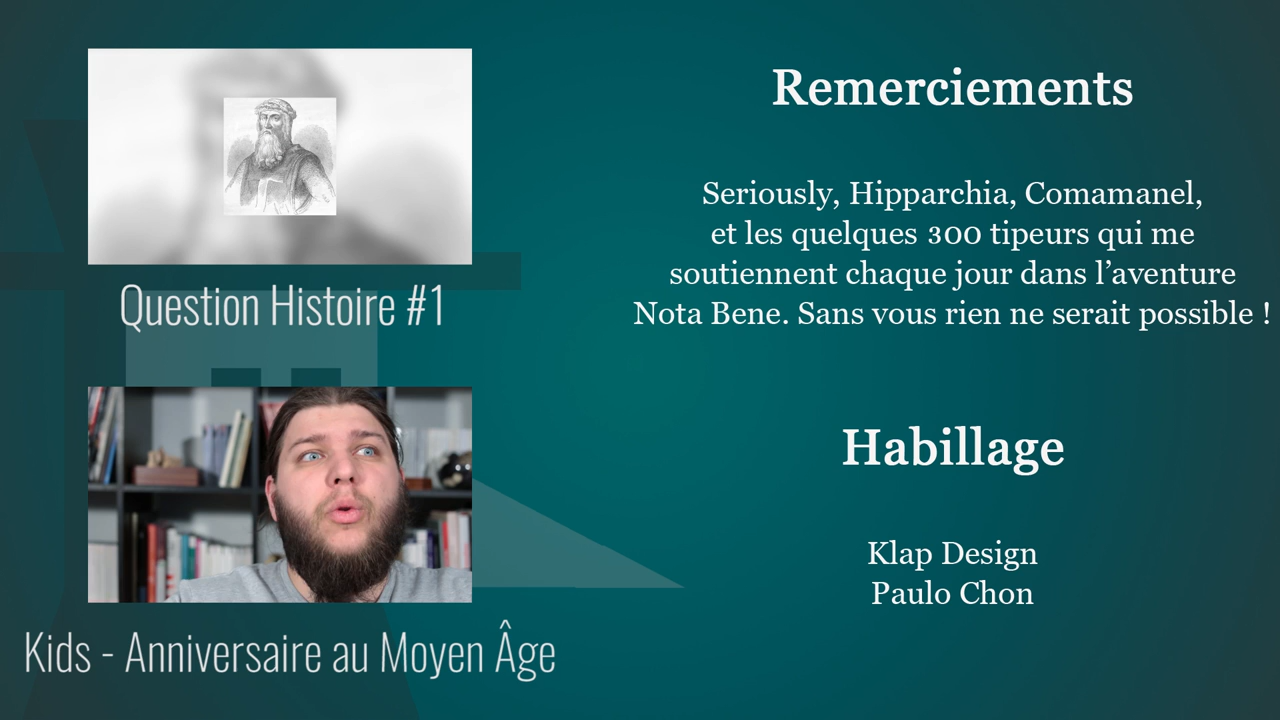 Question Histoire #1
Kids - Anniversaire au Moyen Âge
Remerciements
Seriously, Hipparchia, Comamanel,
et les quelques 300 tipeurs qui me
soutiennent chaque jour dans l’aventure
Nota Bene. Sans vous rien ne serait possible !
Habillage
Klap Design
Paulo Chon